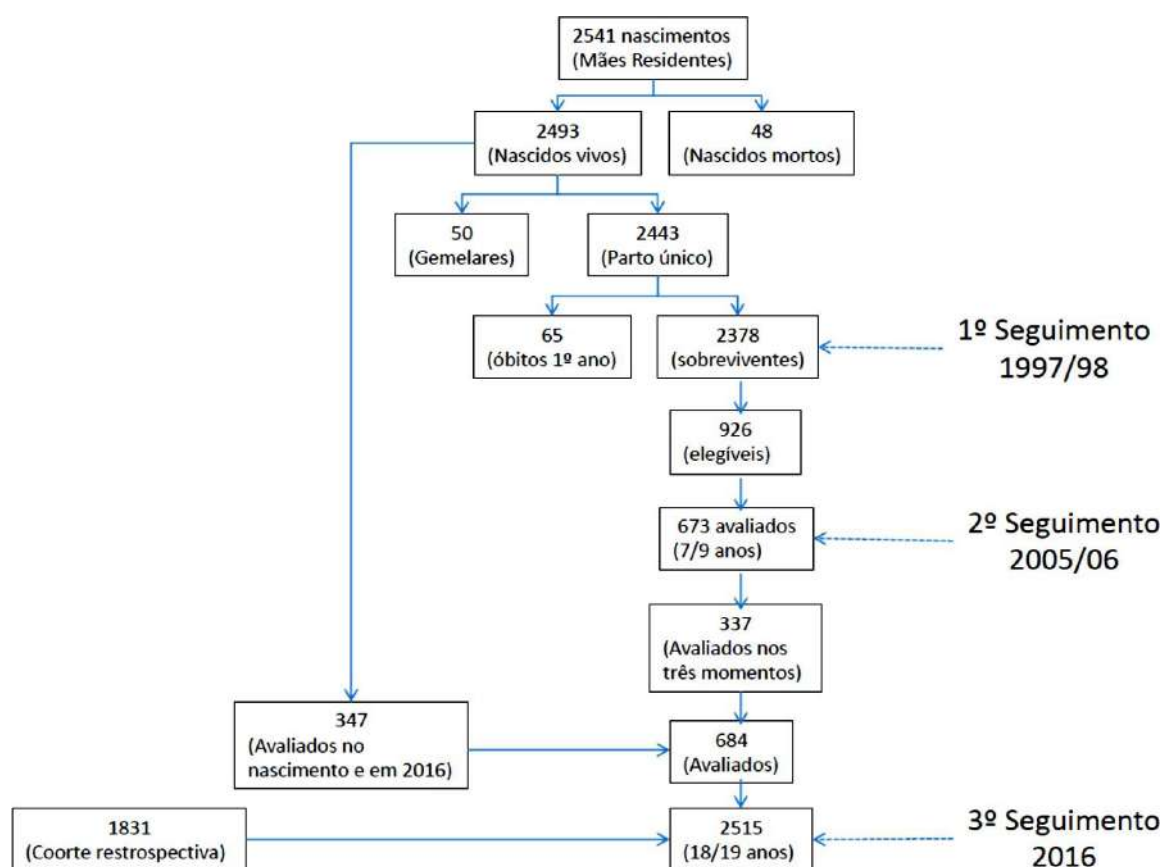 2541 nascimentos
(Mães Residentes)
2493
(Nascidos vivos)
48
(Nascidos mortos)
50
(Gemelares)
2443
(Parto único)
65
(óbitos 1º ano)
2378
(sobreviventes)
1º Seguimento
1997/98
926
(elegíveis)
673 avaliados
(7/9 anos)
2º Seguimento
2005/06
337
(Avaliados nos
três momentos)
347
(Avaliados no
nascimento e em 2016)
684
(Avaliados)
1831
(Coorte restrospectiva)
2515
(18/19 anos)
3º Seguimento
2016